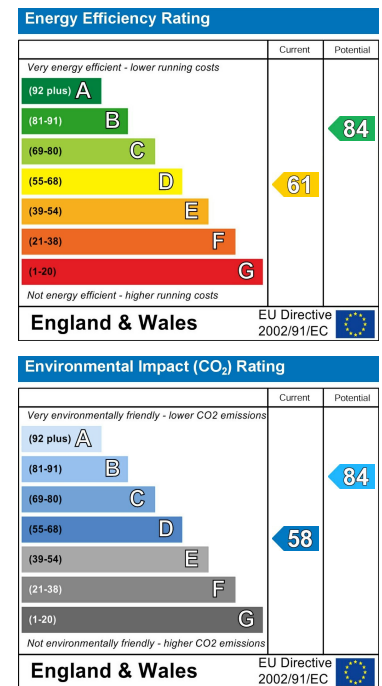 Energy Efficiency Rating
Current Potential
Very energy efficient - lower running costs
(92 plus) A
(81-91) B
84
(69-80) C
(55-68) D
61
(39-54) E
(21-38) F
(1-20) G
Not energy efficient - higher running costs
England & Wales
EU Directive
2002/91/EC
Environmental Impact (CO₂) Rating
Current Potential
Very environmentally friendly - lower CO2 emissions
(92 plus) A
(81-91) B
84
(69-80) C
(55-68) D
58
(39-54) E
(21-38) F
(1-20) G
Not environmentally friendly - higher CO2 emissions
England & Wales
EU Directive
2002/91/EC